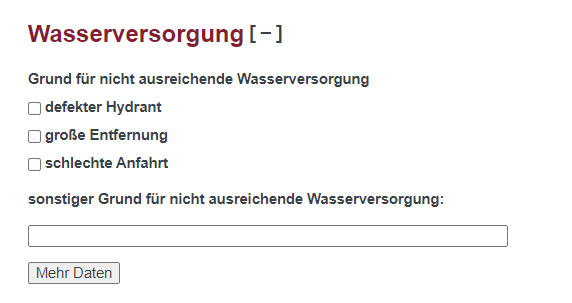 Wasserversorgung [-]
Grund für nicht ausreichende Wasserversorgung
defekter Hydrant
große Entfernung
schlechte Anfahrt
sonstiger Grund für nicht ausreichende Wasserversorgung:
Mehr Daten